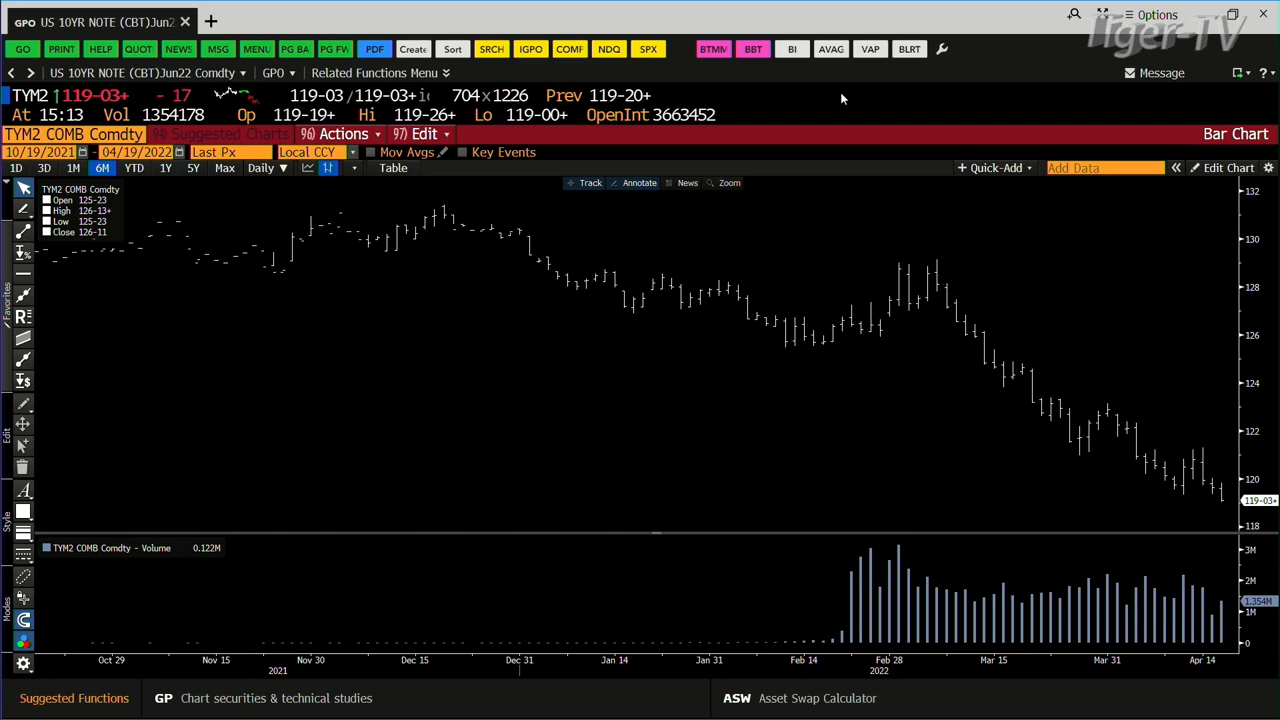 GPO US 10YR NOTE (CBT)Jun2
Options
Tiger-TV
GO PRINT HELP QUOT NEWS MSG MENU PG BA PG FW PDF Create Sort SRCH IGPO COMF NDQ SPX BTMM BBT BI AVAG VAP BLRT
US 10YR NOTE (CBT)Jun22 Comdty GPO Related Functions Menu Message ?
TYM2 ↑119-03+ - 17 119-03 /119-03+ 704 x 1226 Prev 119-20+
At 15:13 Vol 1354178 Op 119-19+ Hi 119-26+ Lo 119-00+ OpenInt 3663452
TYM2 COMB Comdty 94) Suggested Charts 96) Actions 97) Edit Bar Chart
10/19/2021 - 04/19/2022 Last Px Local CCY Mov Avgs Key Events
1D 3D 1M 6M YTD 1Y 5Y Max Daily Table + Quick-Add Add Data « Edit Chart
Track Annotate News Zoom
TYM2 COMB Comdty
Open 125-23
High 126-13+
Low 125-23
Close 126-11
132
130
128
126
124
122
120
119-03+
118
Favorites
Edit
Style
Modes
TYM2 COMB Comdty - Volume 0.122M
3M
2M
1.354M
1M
0
Oct 29 Nov 15 Nov 30 Dec 15 Dec 31 Jan 14 Jan 31 Feb 14 Feb 28 Mar 15 Mar 31 Apr 14
2021 2022
Suggested Functions GP Chart securities & technical studies ASW Asset Swap Calculator